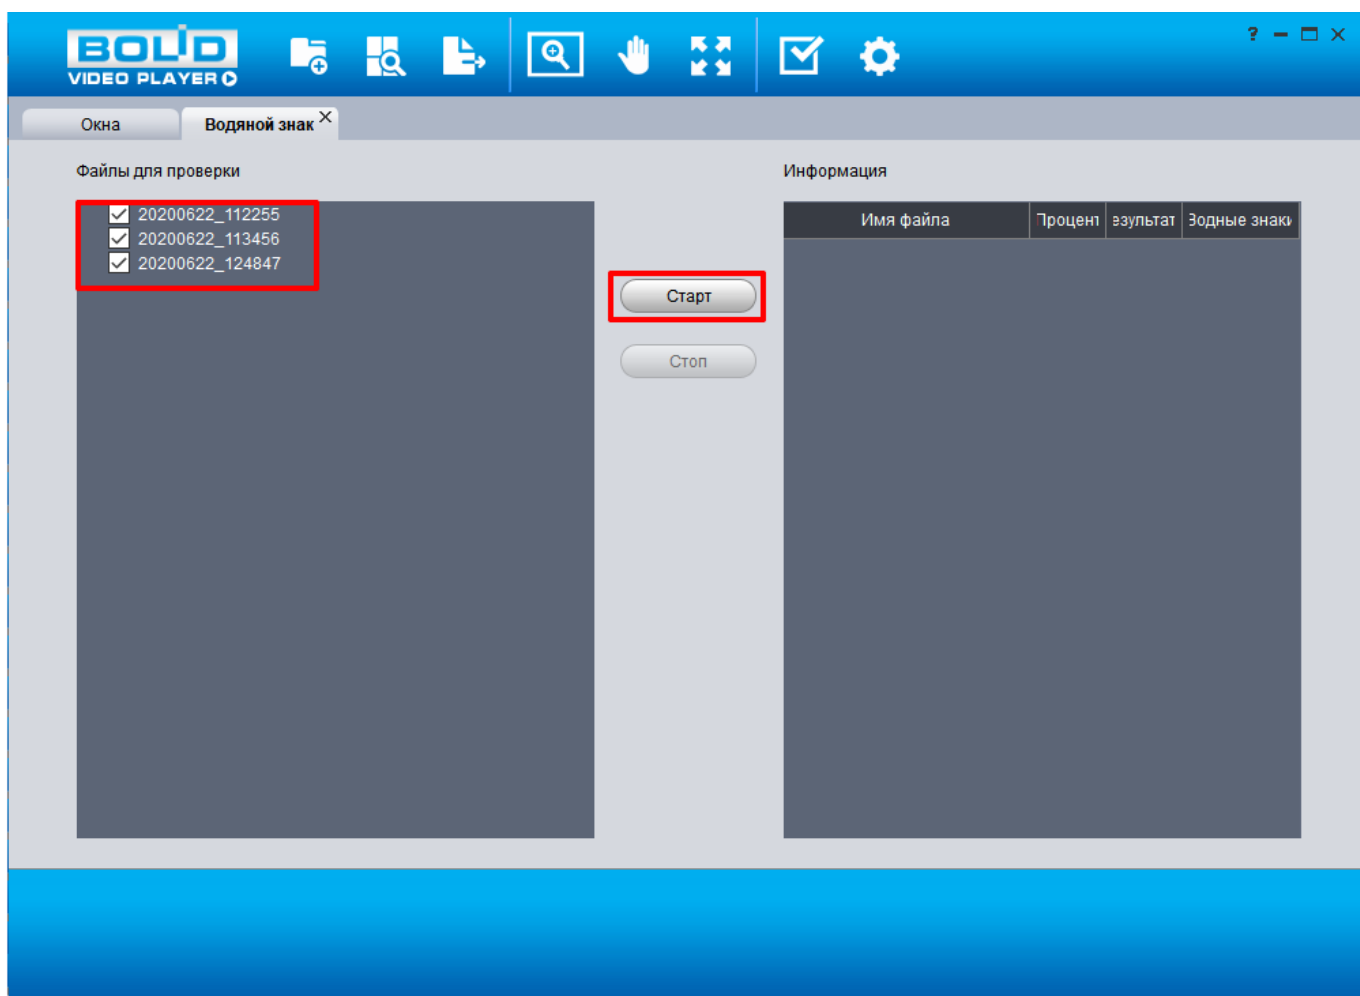 BOLID
VIDEO PLAYER
?
Окна
Водяной знак
Файлы для проверки
Информация
20200622_112255
20200622_113456
20200622_124847
Имя файла
Процент
езультат
Водные знаки
Старт
Стоп